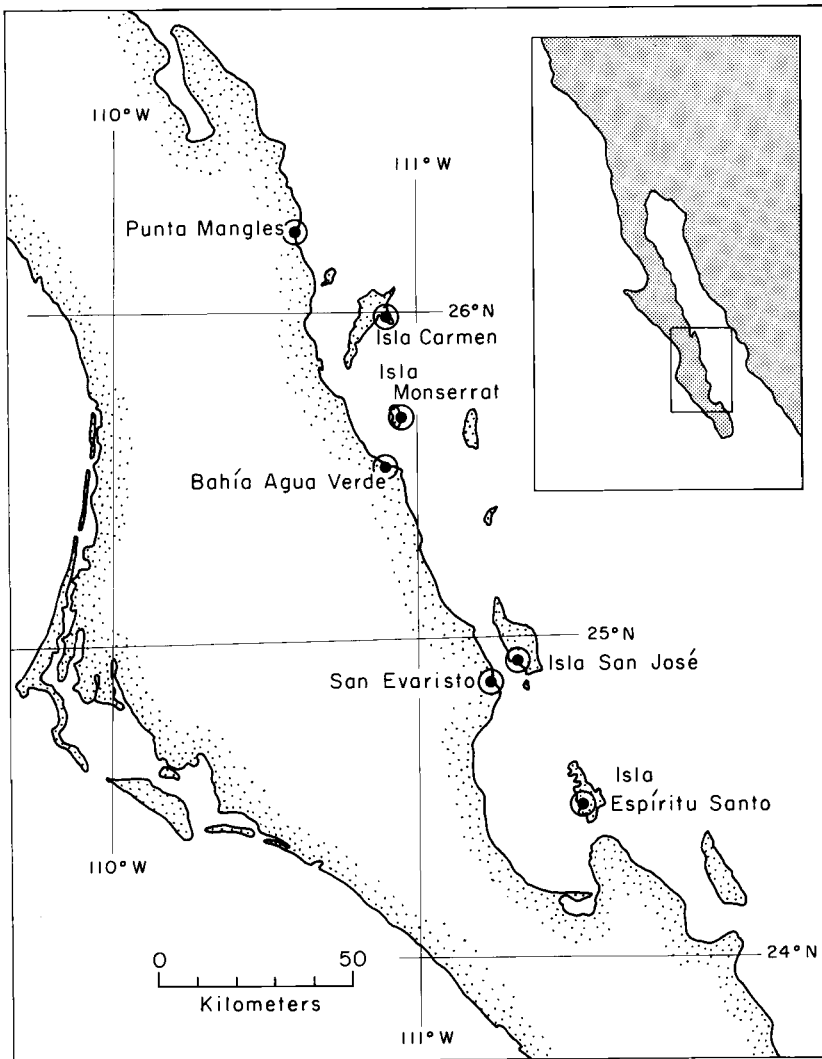 110° W
111° W
Punta Mangles
26° N
Isla Carmen
Isla
Monserrat
Bahía Agua Verde
25° N
Isla San José
San Evaristo
Isla
Espíritu Santo
110° W
0 50
Kilometers
24° N
111° W